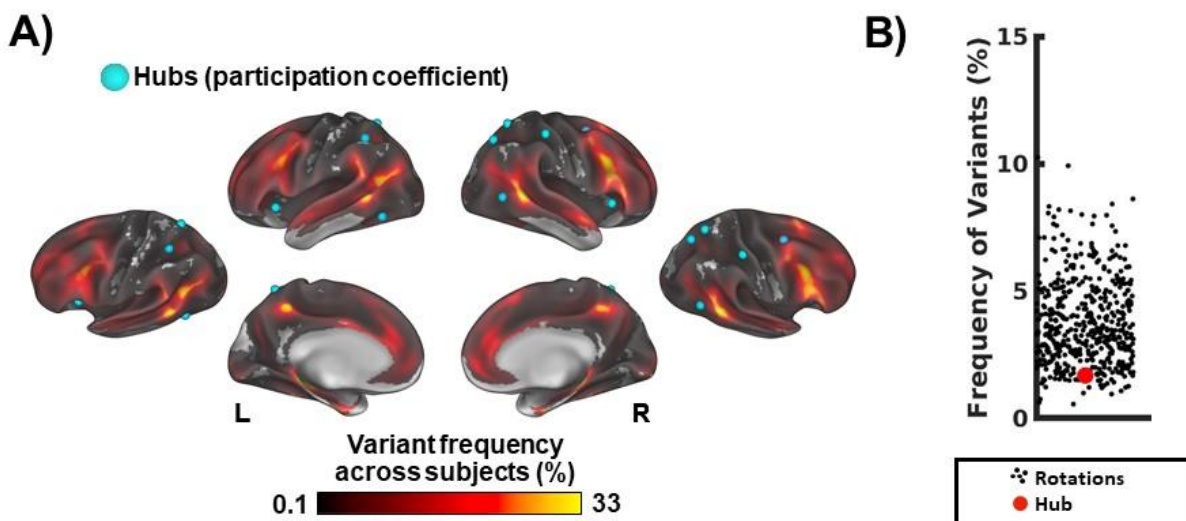 A)
Hubs (participation coefficient)
L
R
Variant frequency
across subjects (%)
0.1
33
B)
Frequency of Variants (%)
15
10
5
0
Rotations
Hub